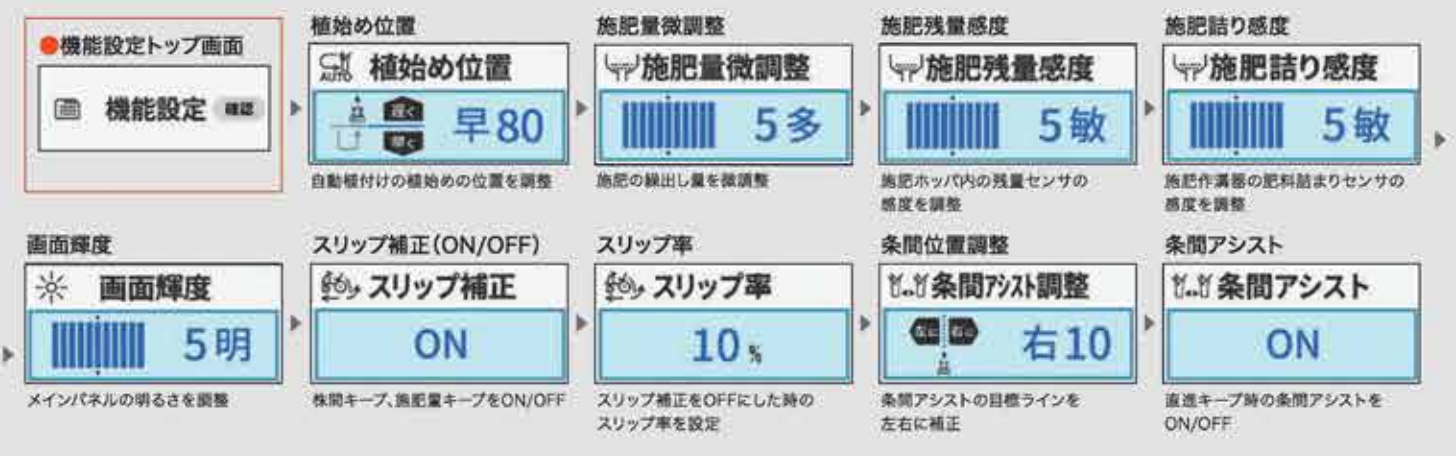 ●機能設定トップ画面
機能設定 確認
植始め位置
AUTO 植始め位置
早80
自動植付けの植始めの位置を調整
施肥量微調整
施肥量微調整
5多
施肥の繰出し量を微調整
施肥残量感度
施肥残量感度
5敏
施肥ホッパ内の残量センサの
感度を調整
施肥詰り感度
施肥詰り感度
5敏
施肥作溝器の肥料詰まりセンサの
感度を調整
画面輝度
画面輝度
5明
メインパネルの明るさを調整
スリップ補正(ON/OFF)
スリップ補正
ON
株間キープ、施肥量キープをON/OFF
スリップ率
スリップ率
10%
スリップ補正をOFFにした時の
スリップ率を設定
条間位置調整
条間アシスト調整
左に 右に 右10
条間アシストの目標ラインを
左右に補正
条間アシスト
条間アシスト
ON
直進キープ時の条間アシストを
ON/OFF